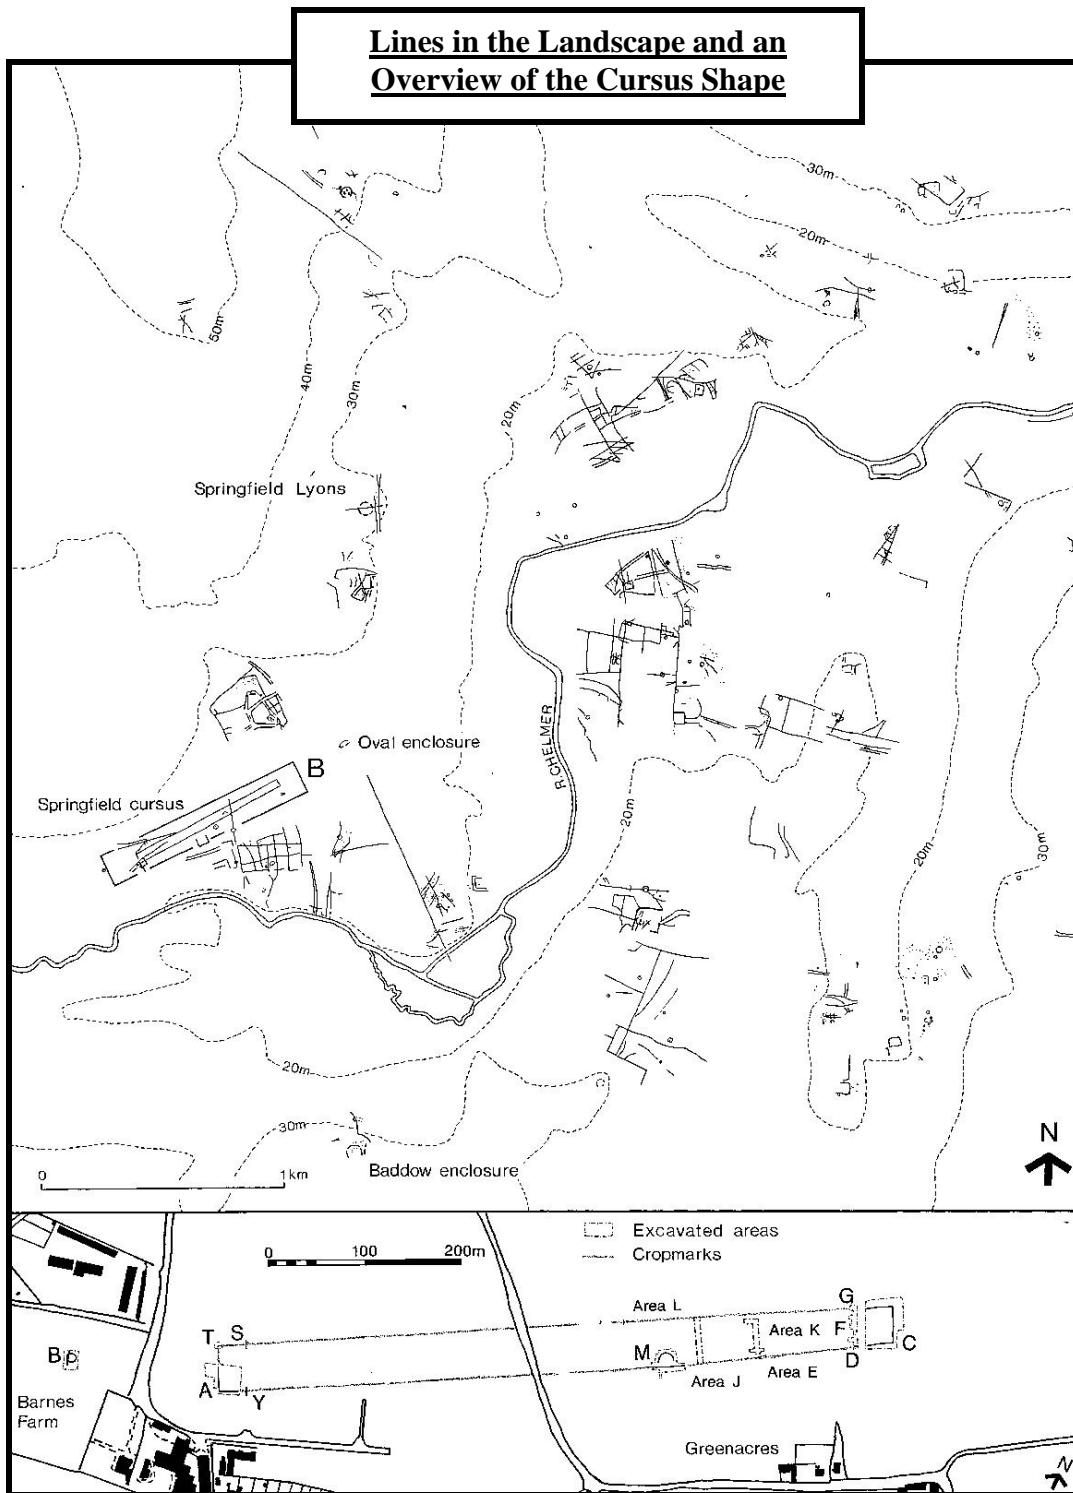 Lines in the Landscape and an
Overview of the Cursus Shape
30m
20m
50m
40m
30m
20m
Springfield Lyons
Oval enclosure
B
Springfield cursus
R.CHELMER
20m
20m
30m
20m
30m
Baddow enclosure
N
0 1km
Excavated areas
Cropmarks
0 100 200m
G
Area L
T S
F
Area K
B
M
D
C
A
Y
Area J
Area E
Barnes
Farm
Greenacres
N